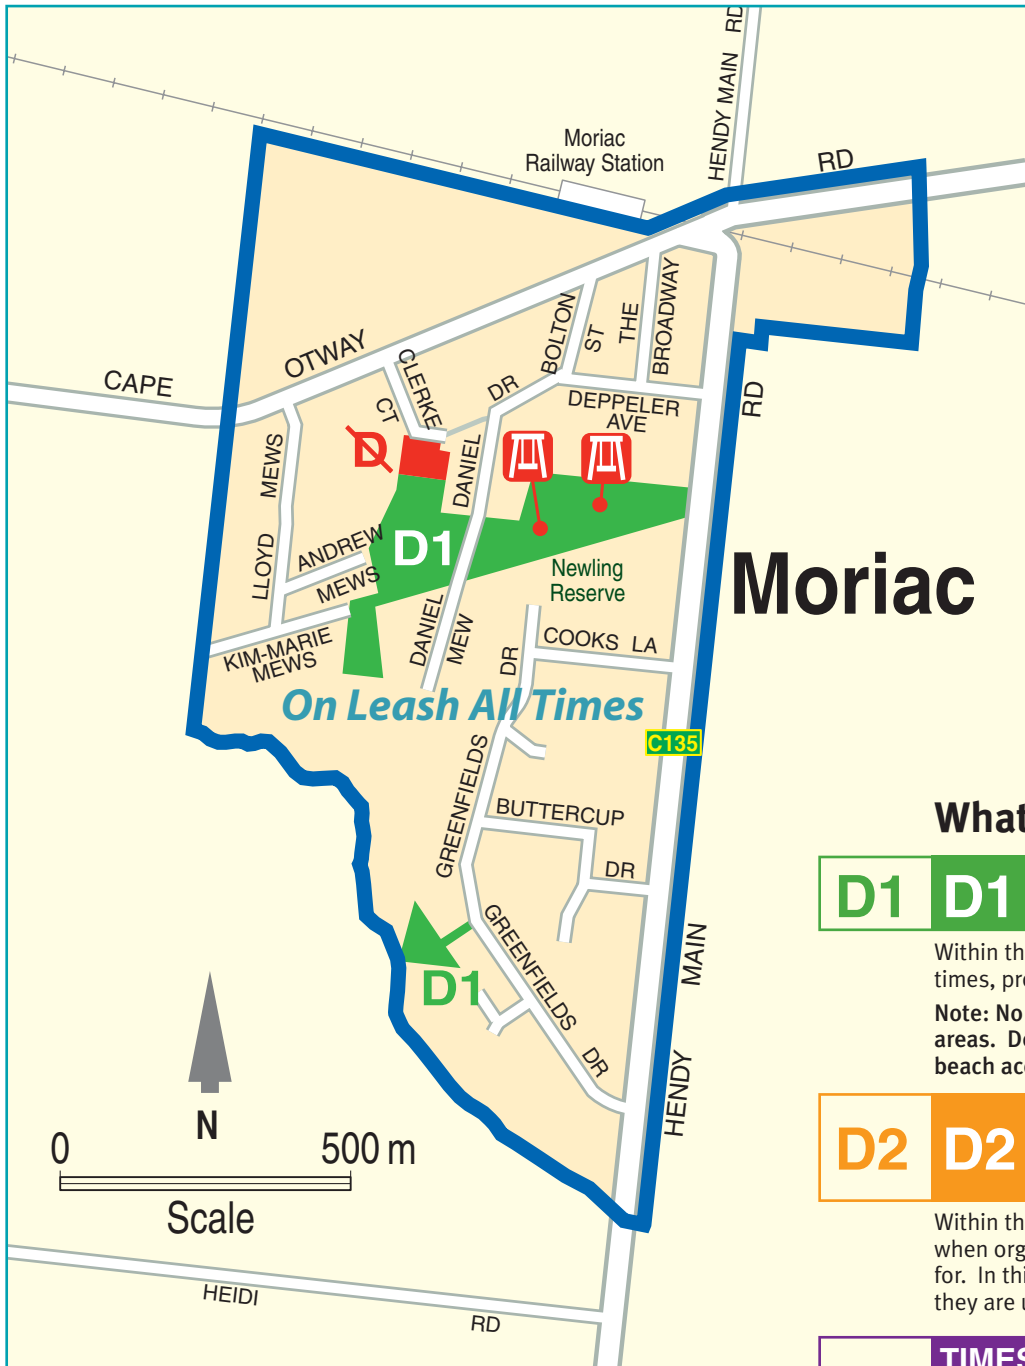 HENDY MAIN RD
Moriac
Railway Station
RD
CAPE
OTWAY
CLERKE
CT
BOLTON
ST
THE
BROADWAY
DR
DEPPELER
AVE
RD
D
DANIEL
MEWS
LLOYD
ANDREW
MEWS
D1
Newling
Reserve
Moriac
KIM-MARIE
MEWS
DANIEL
MEW
DR
COOKS LA
On Leash All Times
C135
GREENFIELDS
BUTTERCUP
DR
GREENFIELDS
DR
D1
MAIN
HENDY
N
0 500 m
Scale
HEIDI
RD
What
D1 D1
Within th
times, pr
Note: No
areas. D
beach ac
D2 D2
Within th
when org
for. In thi
they are u
TIMES